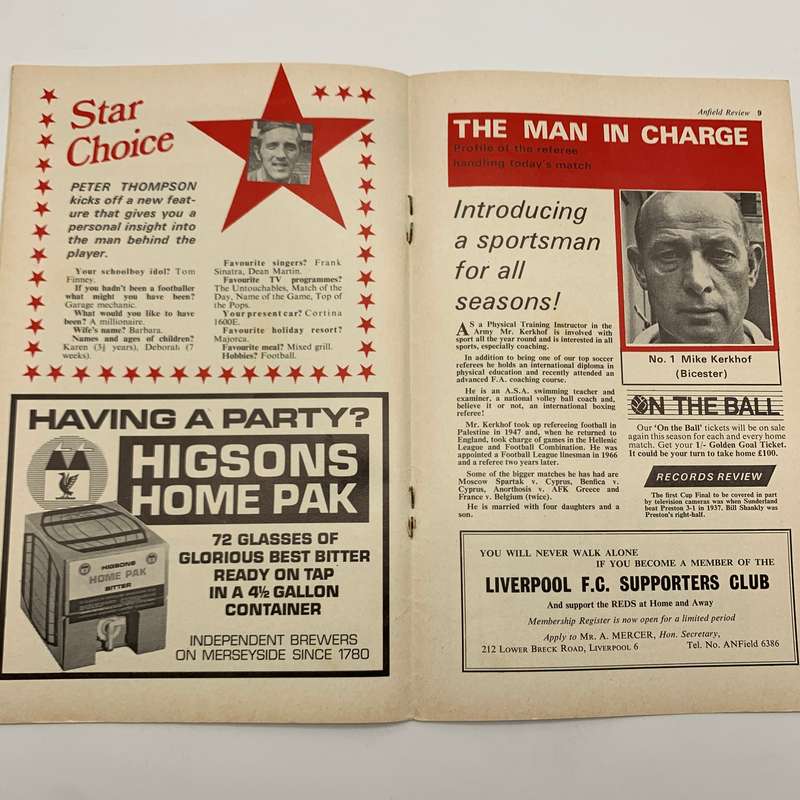 Star
Choice
PETER THOMPSON
kicks off a new feat-
ure that gives you a
personal insight into
the man behind the
player.
Your schoolboy idol? Tom
Finney.
If you hadn't been a footballer
what might you have been?
Garage mechanic.
What would you like to have
been? A millionaire.
Wife's name? Barbara.
Names and ages of children?
Karen (3½ years), Deborah (7
weeks).
Favourite singers? Frank
Sinatra, Dean Martin.
Favourite TV programmes?
The Untouchables, Match of the
Day, Name of the Game, Top of
the Pops.
Your present car? Cortina
1600E.
Favourite holiday resort?
Majorca.
Favourite meal? Mixed grill.
Hobbies? Football.
HAVING A PARTY?
HIGSONS
HOME PAK
HIGSONS
HOME PAK
BITTER
72 GLASSES OF
GLORIOUS BEST BITTER
READY ON TAP
IN A 4½ GALLON
CONTAINER
INDEPENDENT BREWERS
ON MERSEYSIDE SINCE 1780
Anfield Review 9
THE MAN IN CHARGE
Profile of the referee
handling today's match
Introducing
a sportsman
for all
seasons!
AS a Physical Training Instructor in the
Army Mr. Kerkhof is involved with
sport all the year round and is interested in all
sports, especially coaching.
In addition to being one of our top soccer
referees he holds an international diploma in
physical education and recently attended an
advanced F.A. coaching course.
He is an A.S.A. swimming teacher and
examiner, a national volley ball coach and,
believe it or not, an international boxing
referee!
Mr. Kerkhof took up refereeing football in
Palestine in 1947 and, when he returned to
England, took charge of games in the Hellenic
League and Football Combination. He was
appointed a Football League linesman in 1966
and a referee two years later.
Some of the bigger matches he has had are
Moscow Spartak v. Cyprus, Benfica v.
Cyprus, Anorthosis v. AFK Greece and
France v. Belgium (twice).
He is married with four daughters and a
son.
No. 1 Mike Kerkhof
(Bicester)
ON THE BALL
Our 'On the Ball' tickets will be on sale
again this season for each and every home
match. Get your 1/- Golden Goal Ticket.
It could be your turn to take home £100.
RECORDS REVIEW
The first Cup Final to be covered in part
by television cameras was when Sunderland
beat Preston 3-1 in 1937. Bill Shankly was
Preston's right-half.
YOU WILL NEVER WALK ALONE
IF YOU BECOME A MEMBER OF THE
LIVERPOOL F.C. SUPPORTERS CLUB
And support the REDS at Home and Away
Membership Register is now open for a limited period
Apply to MR. A. MERCER, Hon. Secretary,
212 LOWER BRECK ROAD, LIVERPOOL 6 Tel. No. ANField 6386